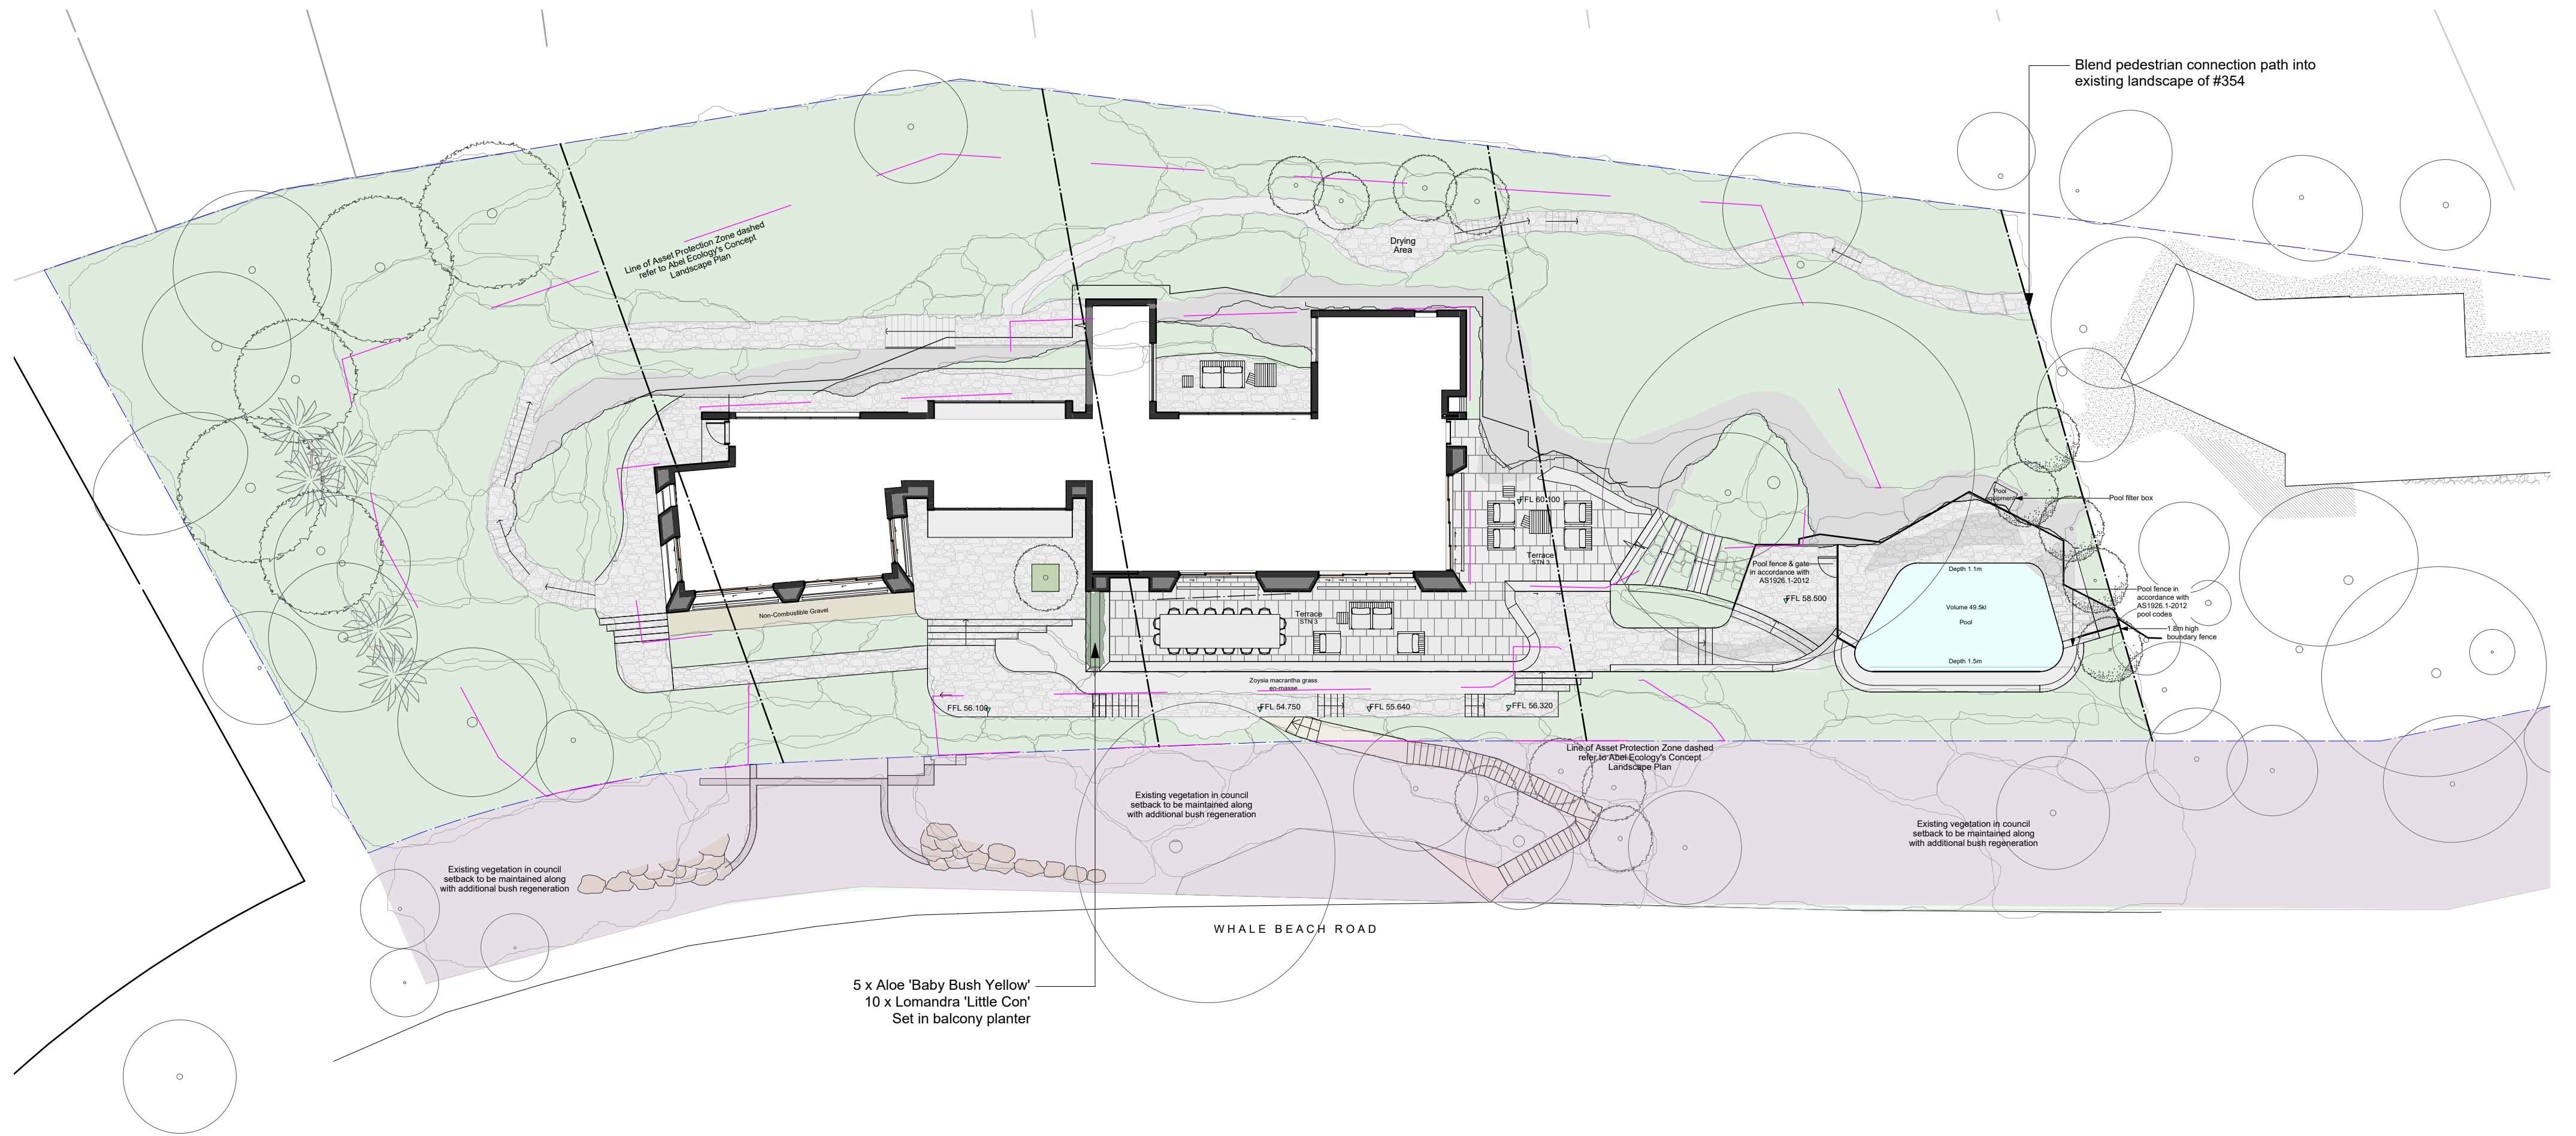 Blend pedestrian connection path into
existing landscape of #354
Line of Asset Protection Zone dashed
refer to Abel Ecology's Concept
Landscape Plan
Drying
Area
FFL 60.100
Terrace
STN 3
Pool
equipment
Pool filter box
Pool fence & gate
in accordance with
AS1926.1-2012
FFL 58.500
Depth 1.1m
Volume 49.5kl
Pool
Depth 1.5m
Pool fence in
accordance with
AS1926.1-2012
pool codes
1.8m high
boundary fence
Non-Combustible Gravel
Terrace
STN 3
Zoysia macrantha grass
en-masse
FFL 56.100
FFL 54.750
FFL 55.640
FFL 56.320
Line of Asset Protection Zone dashed
refer to Abel Ecology's Concept
Landscape Plan
Existing vegetation in council
setback to be maintained along
with additional bush regeneration
Existing vegetation in council
setback to be maintained along
with additional bush regeneration
Existing vegetation in council
setback to be maintained along
with additional bush regeneration
WHALE BEACH ROAD
5 x Aloe 'Baby Bush Yellow'
10 x Lomandra 'Little Con'
Set in balcony planter